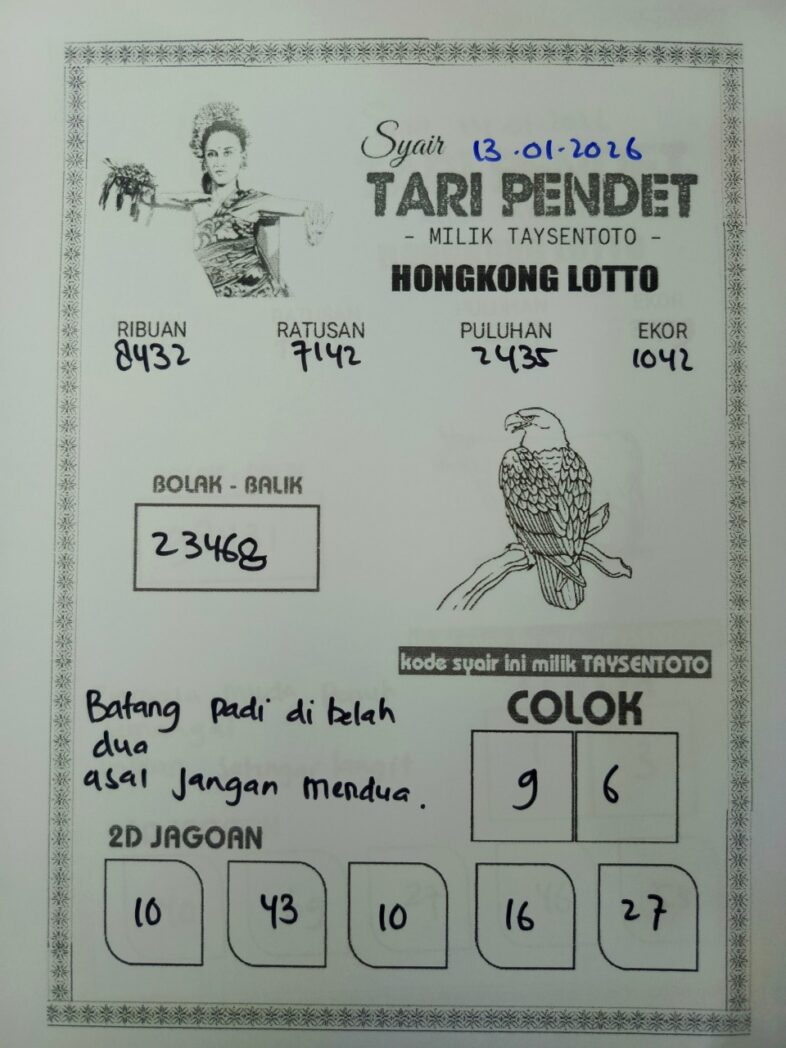 Syair 13-01-2026
TARI PENDET
- MILIK TAYSENTOTO -
HONGKONG LOTTO
RIBUAN RATUSAN PULUHAN EKOR
8432 7142 2435 1042
BOLAK - BALIK
23468
kode syair ini milik TAYSENTOTO
Batang padi di belah
dua
asal jangan mendua.
COLOK
9 6
2D JAGOAN
10 43 10 16 27